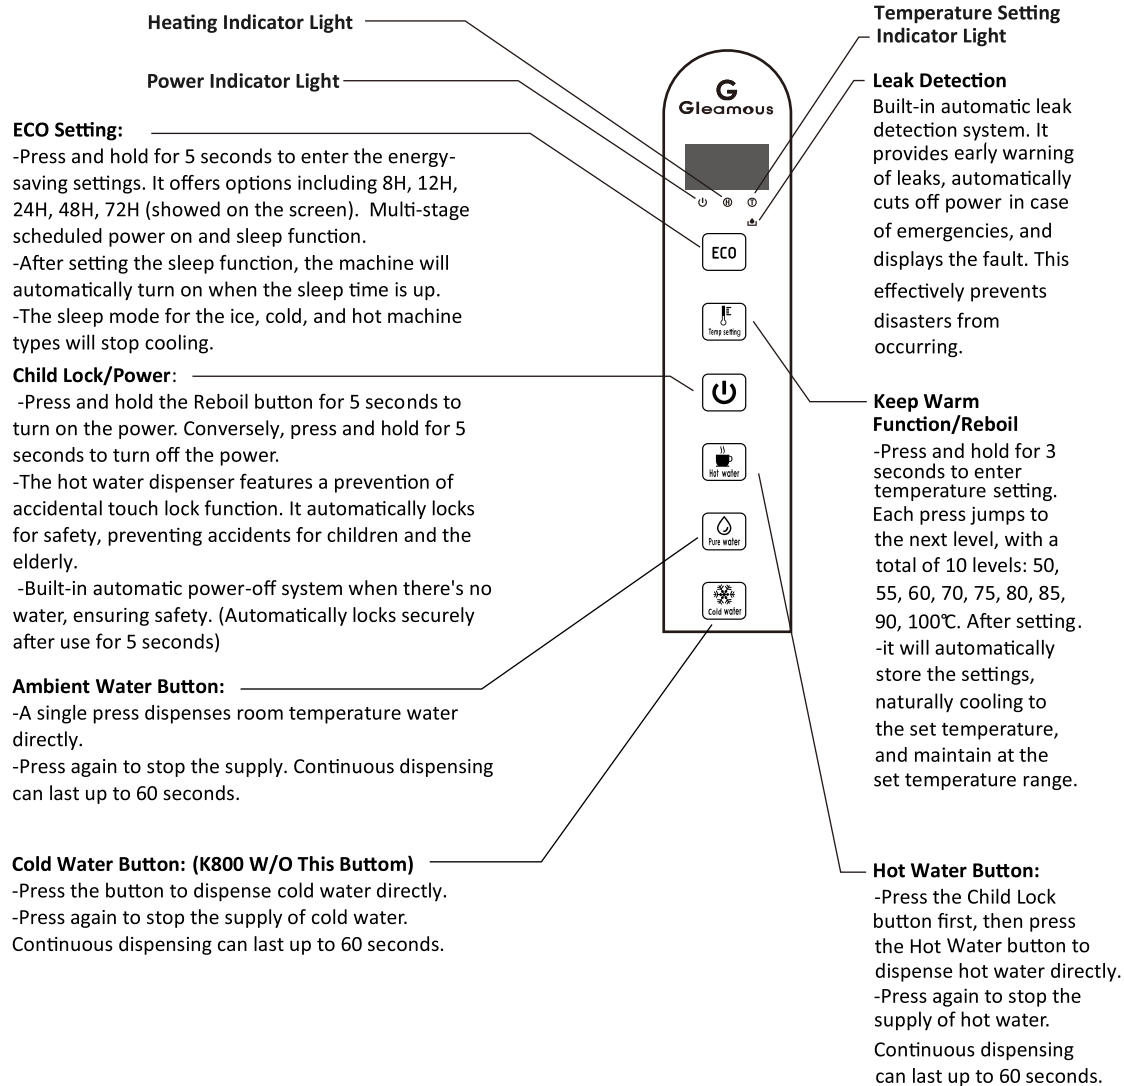 Heating Indicator Light
Power Indicator Light
ECO Setting:
-Press and hold for 5 seconds to enter the energy-
saving settings. It offers options including 8H, 12H,
24H, 48H, 72H (showed on the screen).  Multi-stage
scheduled power on and sleep function.
-After setting the sleep function, the machine will
automatically turn on when the sleep time is up.
-The sleep mode for the ice, cold, and hot machine
types will stop cooling.
Child Lock/Power:
-Press and hold the Reboil button for 5 seconds to
turn on the power. Conversely, press and hold for 5
seconds to turn off the power.
-The hot water dispenser features a prevention of
accidental touch lock function. It automatically locks
for safety, preventing accidents for children and the
elderly.
-Built-in automatic power-off system when there's no
water, ensuring safety. (Automatically locks securely
after use for 5 seconds)
Ambient Water Button:
-A single press dispenses room temperature water
directly.
-Press again to stop the supply. Continuous dispensing
can last up to 60 seconds.
Cold Water Button: (K800 W/O This Buttom)
-Press the button to dispense cold water directly.
-Press again to stop the supply of cold water.
Continuous dispensing can last up to 60 seconds.
G
Gleamous
H
T
ECO
Temp setting
Hot water
Pure water
Cold water
Temperature Setting
Indicator Light
Leak Detection
Built-in automatic leak
detection system. It
provides early warning
of leaks, automatically
cuts off power in case
of emergencies, and
displays the fault. This
effectively prevents
disasters from
occurring.
Keep Warm
Function/Reboil
-Press and hold for 3
seconds to enter
temperature setting.
Each press jumps to
the next level, with a
total of 10 levels: 50,
55, 60, 70, 75, 80, 85,
90, 100℃. After setting.
-it will automatically
store the settings,
naturally cooling to
the set temperature,
and maintain at the
set temperature range.
Hot Water Button:
-Press the Child Lock
button first, then press
the Hot Water button to
dispense hot water directly.
-Press again to stop the
supply of hot water.
Continuous dispensing
can last up to 60 seconds.